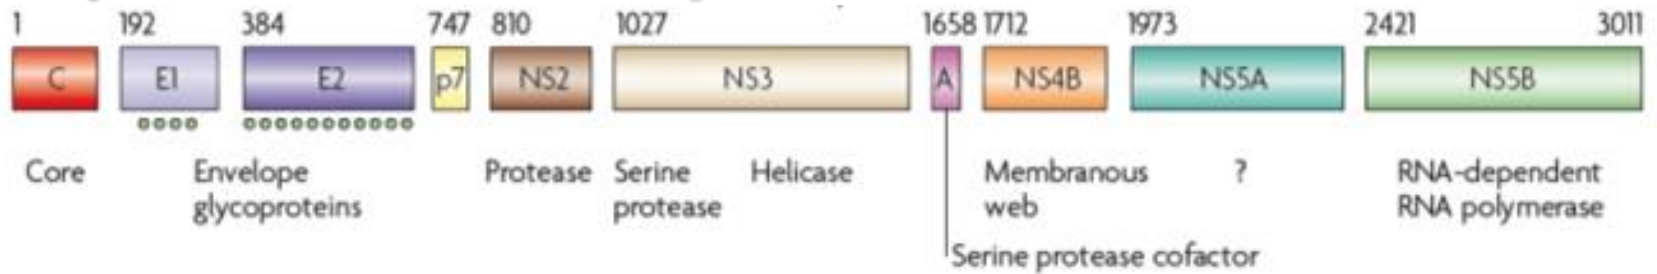 1 192 384 747 810 1027 1658 1712 1973 2421 3011
C E1 E2 p7 NS2 NS3 A NS4B NS5A NS5B
Core Envelope Protease Serine Helicase Membranous ? RNA-dependent
glycoproteins protease web RNA polymerase
Serine protease cofactor